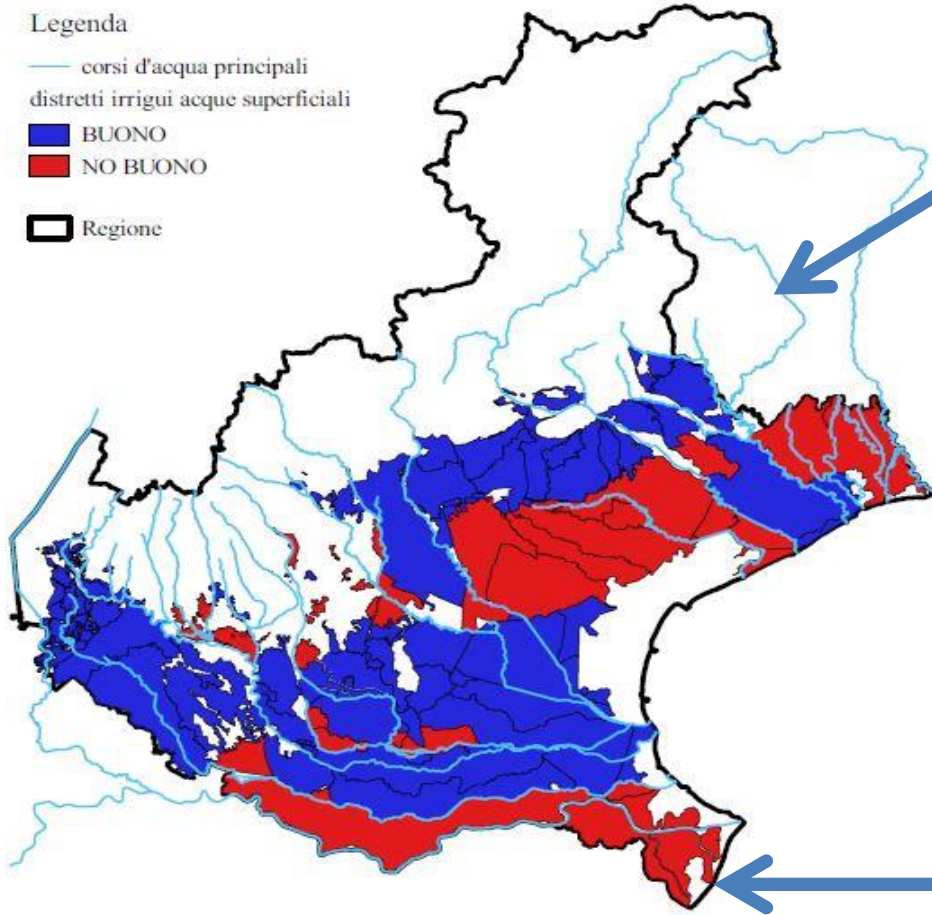 Legenda
corsi d'acqua principali
distretti irrigui acque superficiali
BUONO
NO BUONO
Regione